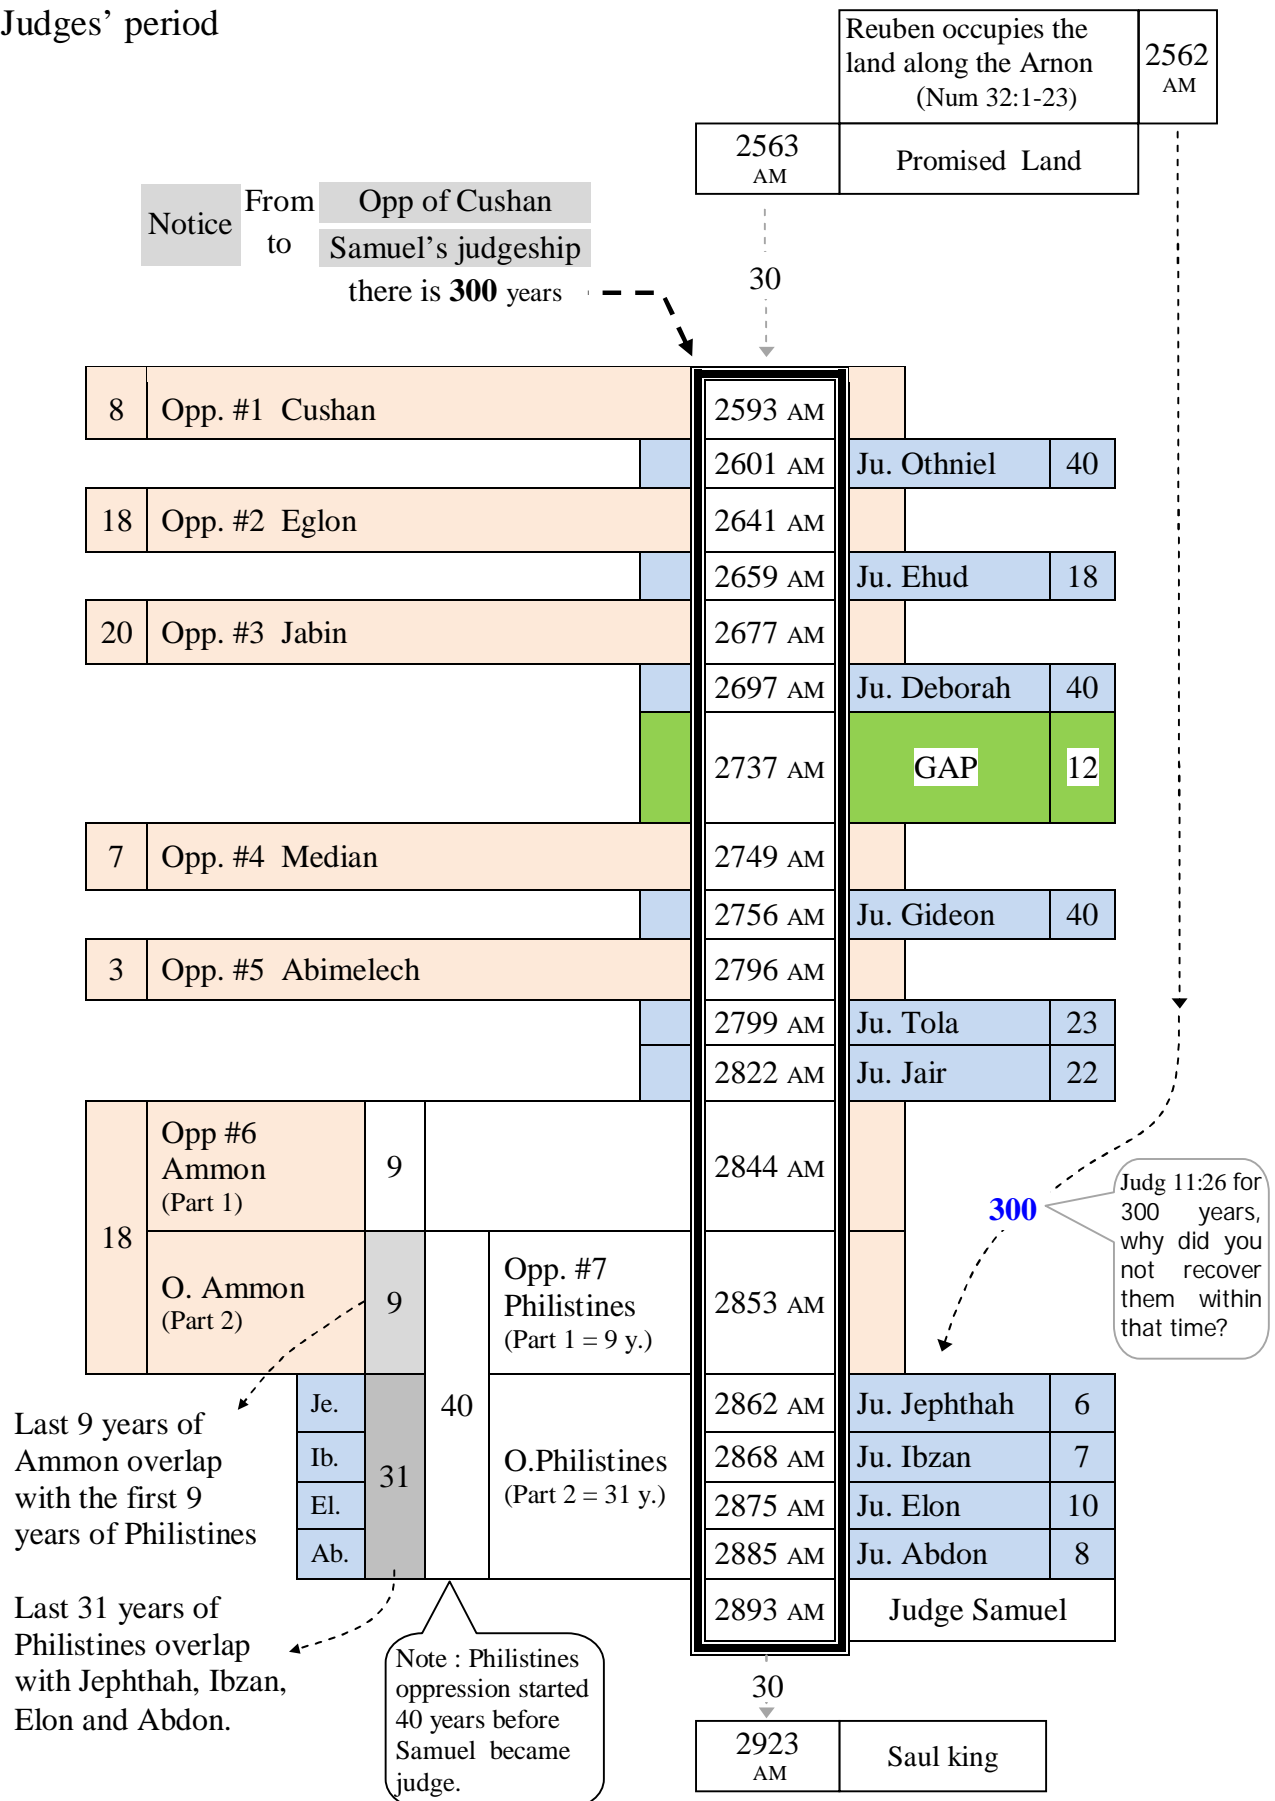 Judges’ period
Reuben occupies the
land along the Arnon
(Num 32:1-23)
2562
AM
2563
AM
Promised Land
Notice
From
to
Opp of Cushan
Samuel’s judgeship
there is 300 years
30
8 Opp. #1 Cushan 2593 AM
2601 AM Ju. Othniel 40
18 Opp. #2 Eglon 2641 AM
2659 AM Ju. Ehud 18
20 Opp. #3 Jabin 2677 AM
2697 AM Ju. Deborah 40
2737 AM GAP 12
7 Opp. #4 Median 2749 AM
2756 AM Ju. Gideon 40
3 Opp. #5 Abimelech 2796 AM
2799 AM Ju. Tola 23
2822 AM Ju. Jair 22
18
Opp #6
Ammon
(Part 1)
9
2844 AM
300
Judg 11:26 for
300 years,
why did you
not recover
them within
that time?
O. Ammon
(Part 2)
9
40
Opp. #7
Philistines
(Part 1 = 9 y.)
2853 AM
Last 9 years of
Ammon overlap
with the first 9
years of Philistines
Je.
Ib.
El.
Ab.
31
O.Philistines
(Part 2 = 31 y.)
2862 AM Ju. Jephthah 6
2868 AM Ju. Ibzan 7
2875 AM Ju. Elon 10
2885 AM Ju. Abdon 8
2893 AM Judge Samuel
Last 31 years of
Philistines overlap
with Jephthah, Ibzan,
Elon and Abdon.
Note : Philistines
oppression started
40 years before
Samuel became
judge.
30
2923
AM
Saul king